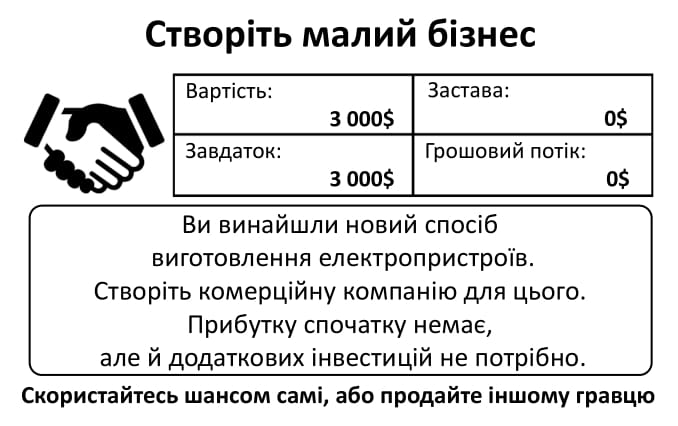 Створіть малий бізнес
Вартість:
3 000$
Застава:
0$
Завдаток:
3 000$
Грошовий потік:
0$
Ви винайшли новий спосіб
виготовлення електропристроїв.
Створіть комерційну компанію для цього.
Прибутку спочатку немає,
але й додаткових інвестицій не потрібно.
Скористайтесь шансом самі, або продайте іншому гравцю